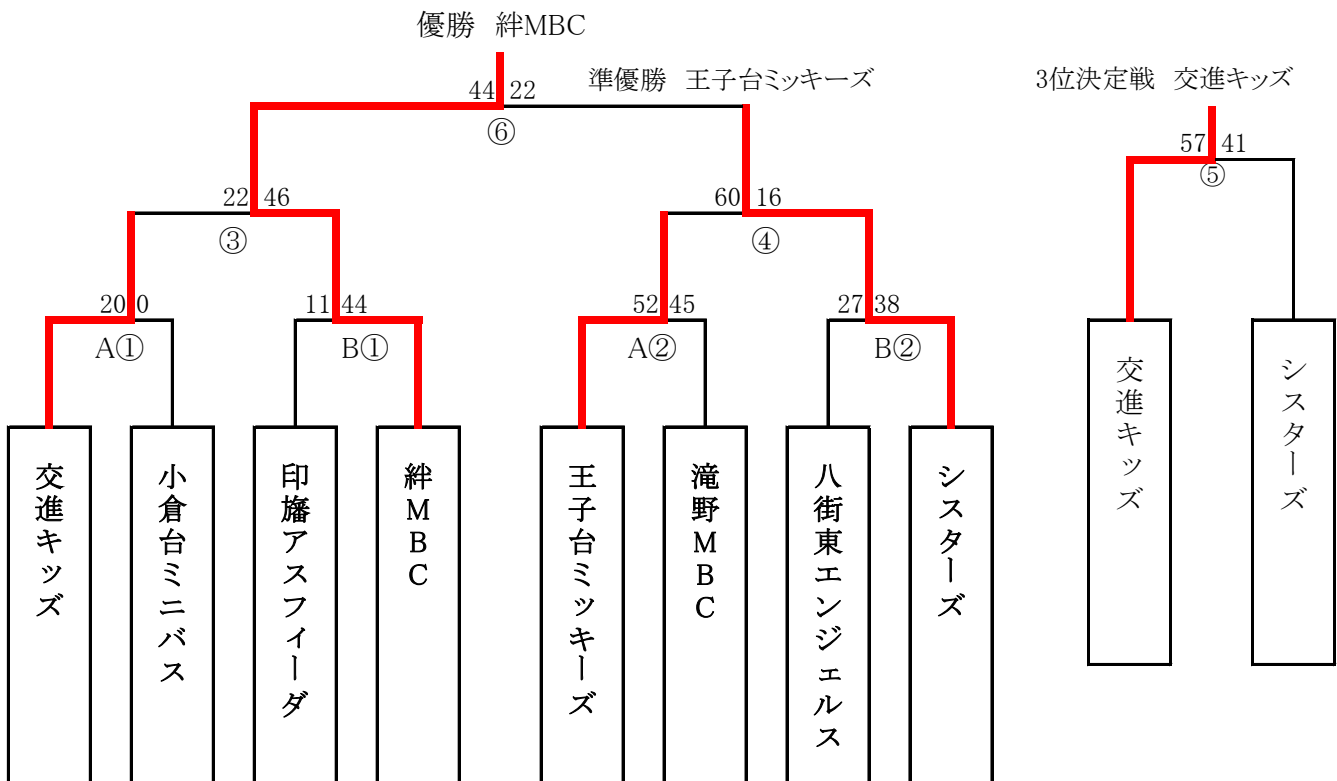 優勝 絆MBC
準優勝 王子台ミッキーズ
3位決定戦 交進キッズ
44 22
⑥
57 41
⑤
22 46
③
60 16
④
20 0
A①
11 44
B①
52 45
A②
27 38
B②
交進キッズ
小倉台ミニバス
印旛アスフィーダ
絆MBC
王子台ミッキーズ
滝野MBC
八街東エンジェルス
シスターズ
交進キッズ
シスターズ